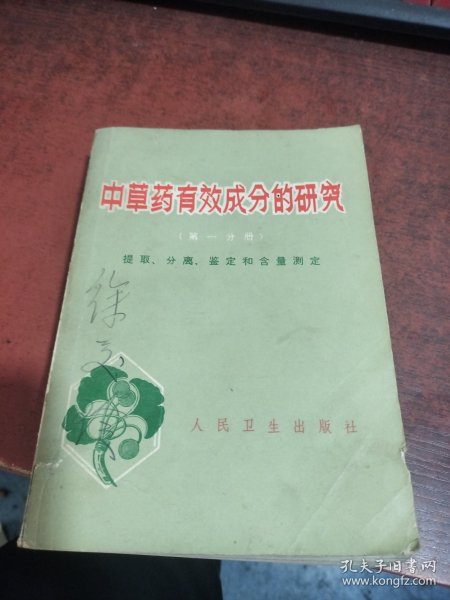 中草药有效成分的研究
(第一分册)
提取、分离、鉴定和含量测定
徐
人民卫生出版社
孔夫子旧书网
www.kongfz.com